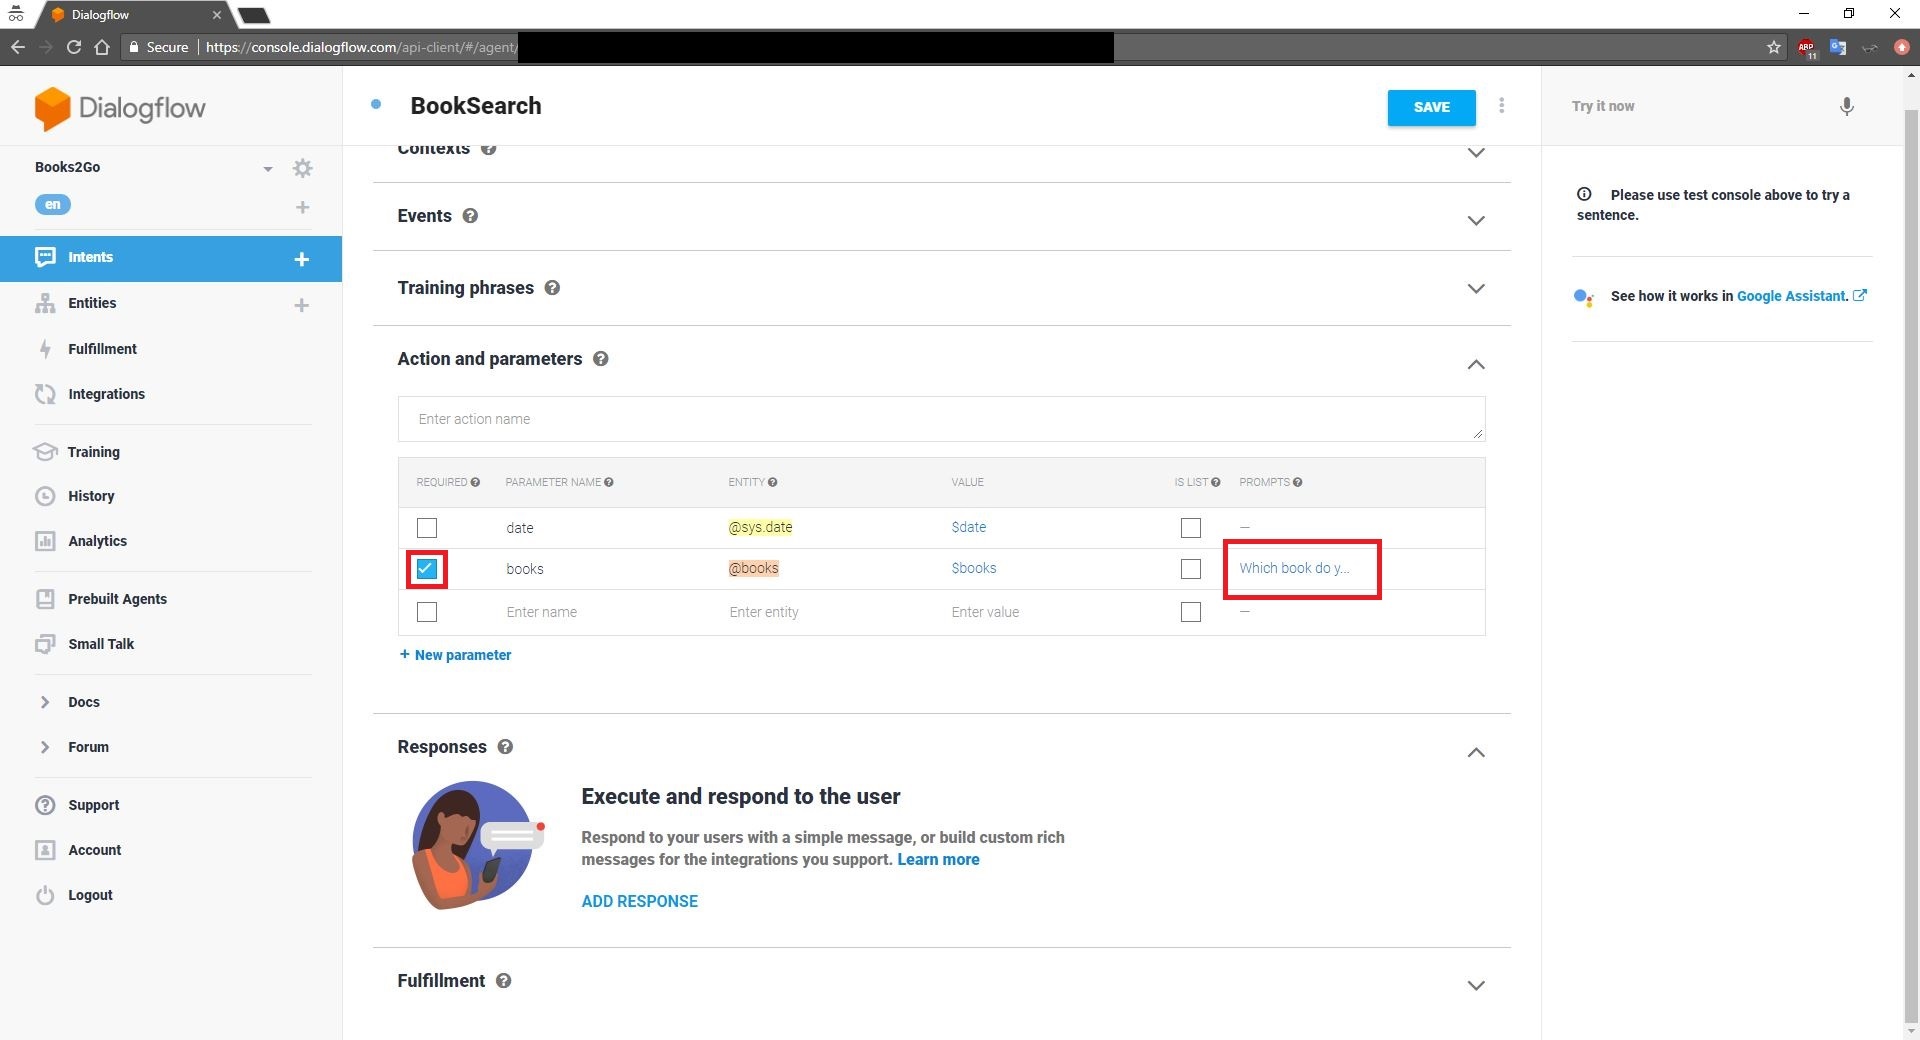 Dialogflow
Secure
https://console.dialogflow.com/api-client/#/agent/
ABP
11
Dialogflow
Books2Go
en
Intents
Entities
Fulfillment
Integrations
Training
History
Analytics
Prebuilt Agents
Small Talk
Docs
Forum
Support
Account
Logout
BookSearch
SAVE
Contexts
Events
Training phrases
Action and parameters
Enter action name
REQUIRED PARAMETER NAME ENTITY VALUE IS LIST PROMPTS
date @sys.date $date —
books @books $books Which book do y...
Enter name Enter entity Enter value —
+ New parameter
Responses
Execute and respond to the user
Respond to your users with a simple message, or build custom rich
messages for the integrations you support. Learn more
ADD RESPONSE
Fulfillment
Try it now
Please use test console above to try a
sentence.
See how it works in Google Assistant.